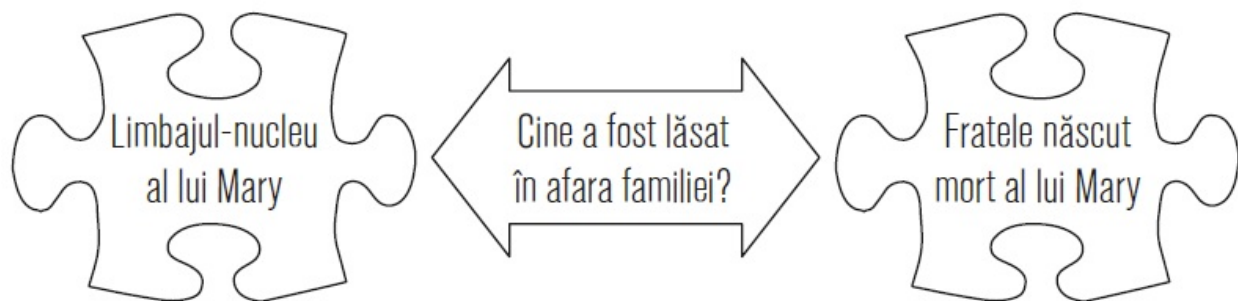 Limbajul-nucleu
al lui Mary
Cine a fost lăsat
în afara familiei?
Fratele născut
mort al lui Mary